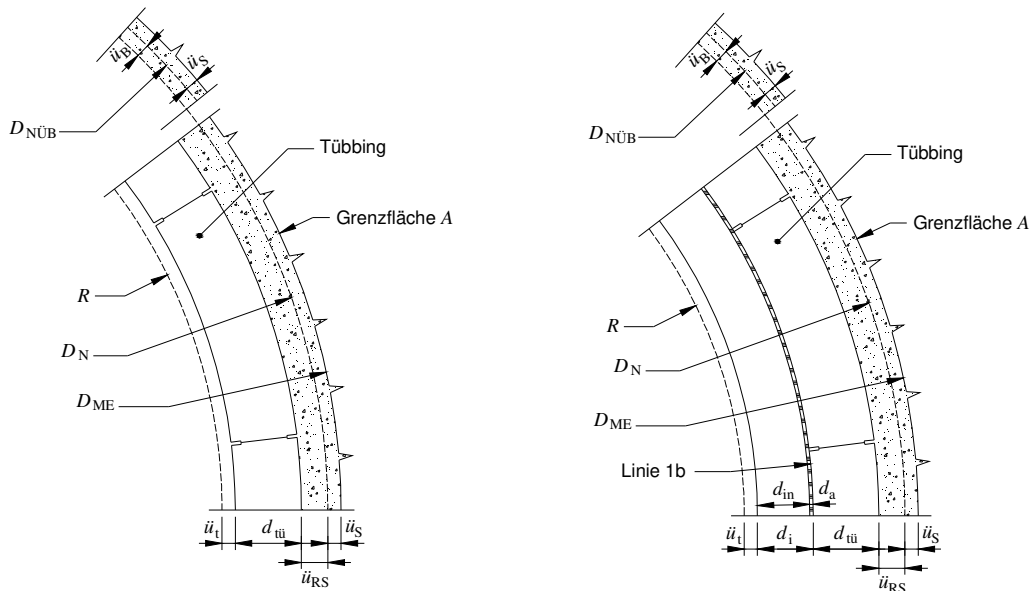 ü_B
ü_S
D_NÜB
Tübbing
Grenzfläche A
R
D_N
D_ME
ü_t
d_tü
ü_S
ü_RS
ü_B
ü_S
D_NÜB
Tübbing
Grenzfläche A
R
D_N
D_ME
Linie 1b
d_in
d_a
ü_t
d_i
d_tü
ü_S
ü_RS